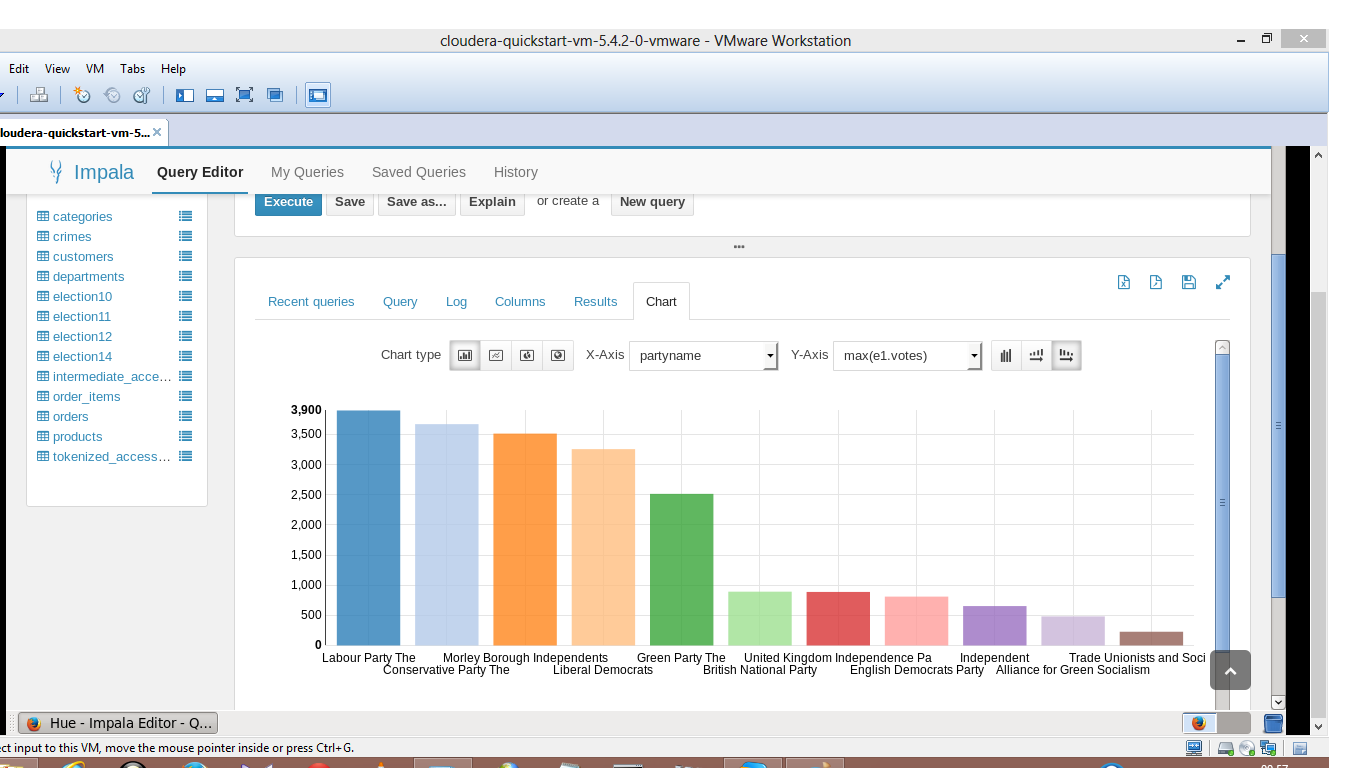 cloudera-quickstart-vm-5.4.2-0-vmware - VMware Workstation
Edit View VM Tabs Help
loudera-quickstart-vm-5...
Impala Query Editor My Queries Saved Queries History
Execute Save Save as... Explain or create a New query
categories
crimes
customers
departments
election10
election11
election12
election14
intermediate_acce...
order_items
orders
products
tokenized_access...
Recent queries Query Log Columns Results Chart
Chart type X-Axis partyname Y-Axis max(e1.votes)
3,900
3,500
3,000
2,500
2,000
1,500
1,000
500
0
Labour Party The Morley Borough Independents Green Party The United Kingdom Independence Pa Independent Trade Unionists and Soci
Conservative Party The Liberal Democrats British National Party English Democrats Party Alliance for Green Socialism
Hue - Impala Editor - Q...
ct input to this VM, move the mouse pointer inside or press Ctrl+G.